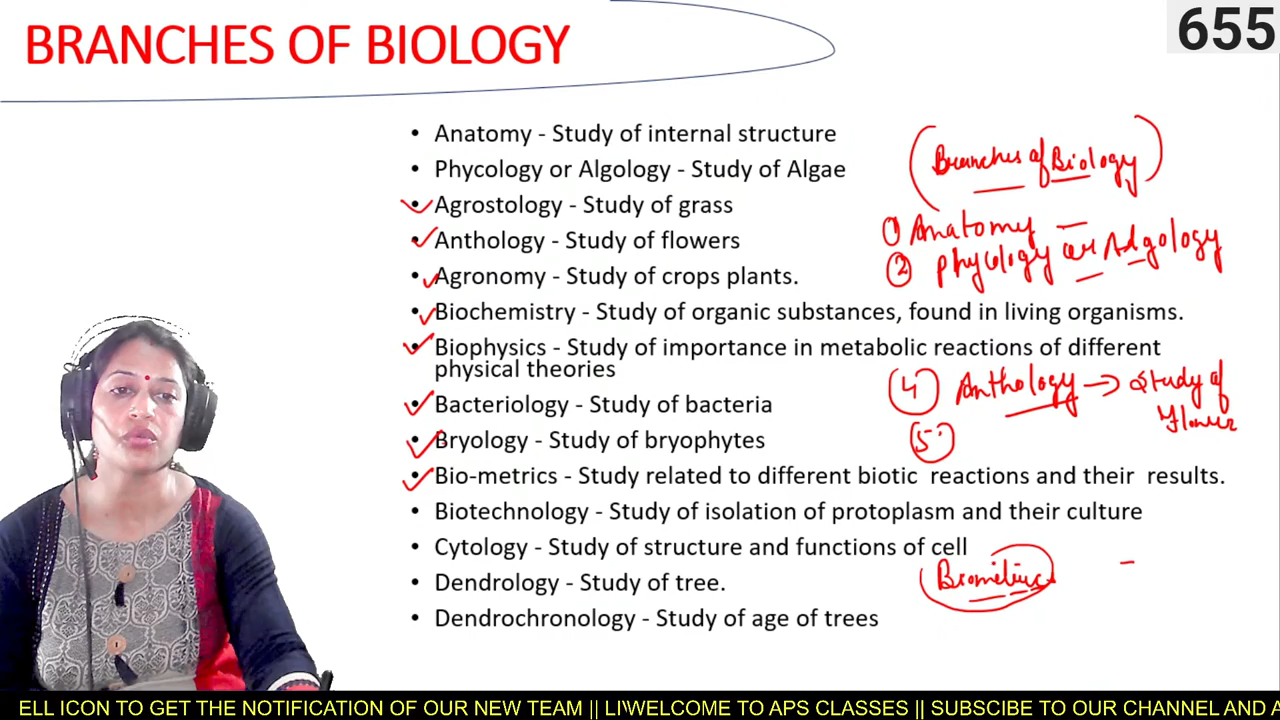 BRANCHES OF BIOLOGY
655
• Anatomy - Study of internal structure
• Phycology or Algology - Study of Algae
• Agrostology - Study of grass
• Anthology - Study of flowers
• Agronomy - Study of crops plants.
• Biochemistry - Study of organic substances, found in living organisms.
• Biophysics - Study of importance in metabolic reactions of different
physical theories
• Bacteriology - Study of bacteria
• Bryology - Study of bryophytes
• Bio-metrics - Study related to different biotic reactions and their results.
• Biotechnology - Study of isolation of protoplasm and their culture
• Cytology - Study of structure and functions of cell
• Dendrology - Study of tree.
• Dendrochronology - Study of age of trees
(Branches of Biology)
① Anatomy —
② Phycology or Algology
④ Anthology → Study of
Flower
⑤
ELL ICON TO GET THE NOTIFICATION OF OUR NEW TEAM || LI\WELCOME TO APS CLASSES || SUBSCIBE TO OUR CHANNEL AND A